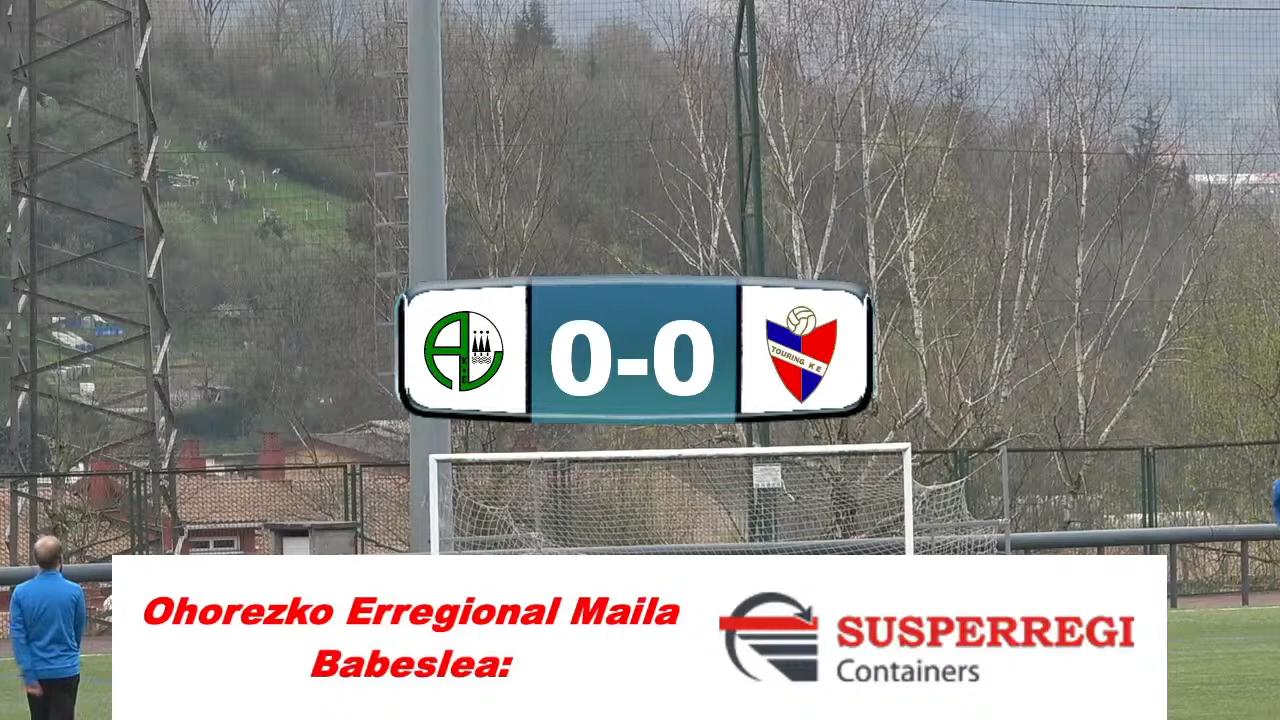 0-0
TOURING K E
Ohorezko Erregional Maila
Babeslea:
SUSPERREGI
Containers